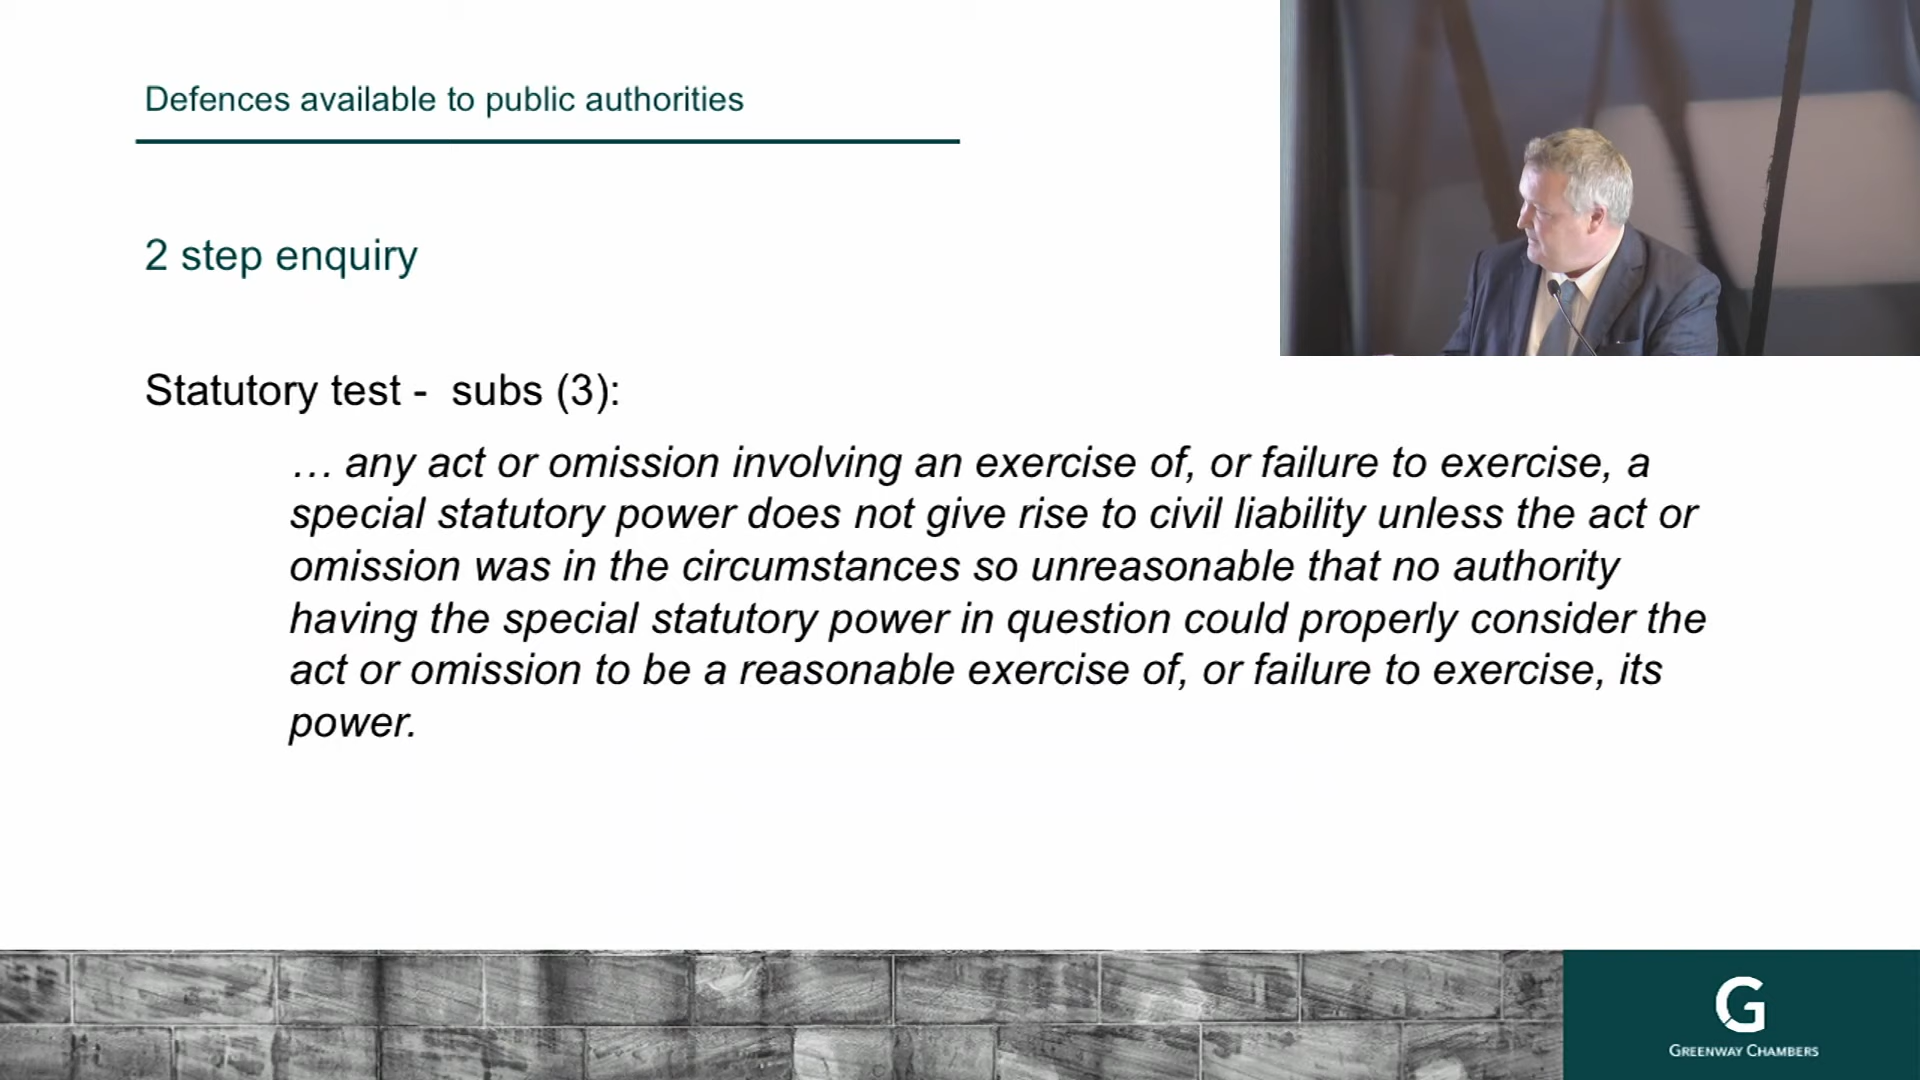 Defences available to public authorities
2 step enquiry
Statutory test - subs (3):
… any act or omission involving an exercise of, or failure to exercise, a
special statutory power does not give rise to civil liability unless the act or
omission was in the circumstances so unreasonable that no authority
having the special statutory power in question could properly consider the
act or omission to be a reasonable exercise of, or failure to exercise, its
power.
G
GREENWAY CHAMBERS